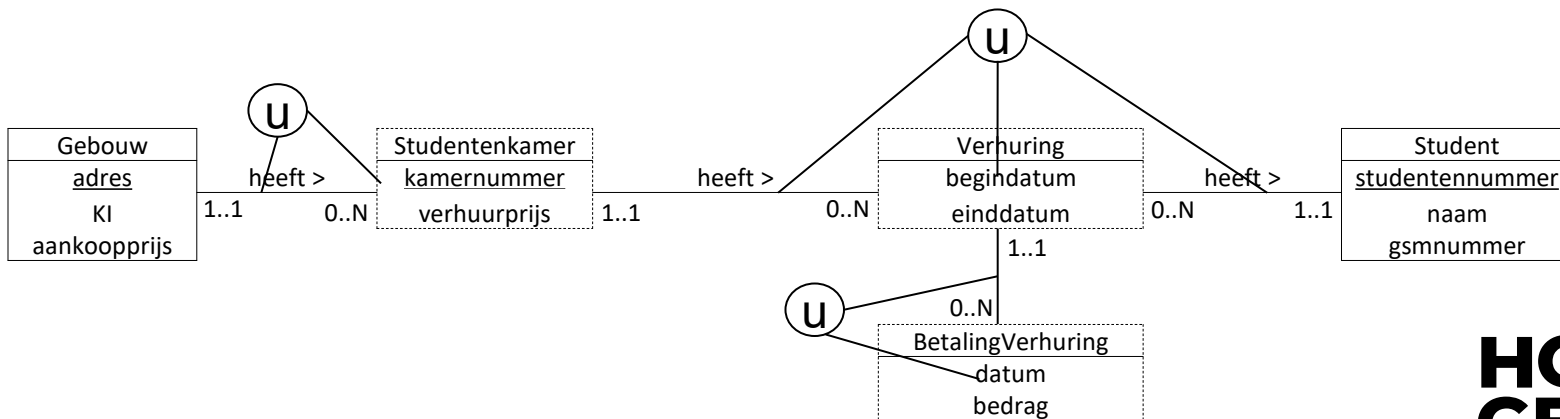 u
u
Gebouw
adres
KI
aankoopprijs
heeft >
1..1
0..N
Studentenkamer
kamernummer
verhuurprijs
heeft >
1..1
0..N
Verhuring
begindatum
einddatum
heeft >
0..N
1..1
Student
studentennummer
naam
gsmnummer
1..1
u
0..N
BetalingVerhuring
datum
bedrag